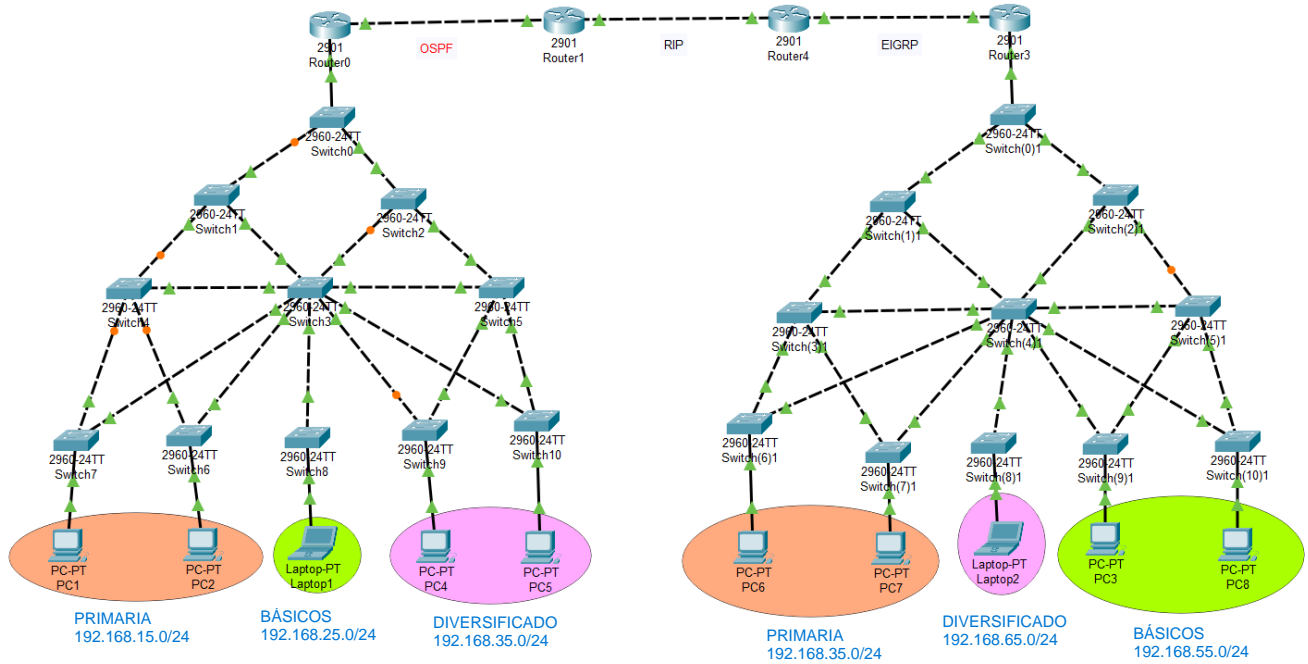 2901
Router0
OSPF
2901
Router1
RIP
2901
Router4
EIGRP
2901
Router3
2960-24TT
Switch0
2960-24TT
Switch(0)1
2960-24TT
Switch1
2960-24TT
Switch2
2960-24TT
Switch(1)1
2960-24TT
Switch(2)1
2960-24TT
Switch4
2960-24TT
Switch3
2960-24TT
Switch5
2960-24TT
Switch(3)1
2960-24TT
Switch(4)1
2960-24TT
Switch(5)1
2960-24TT
Switch7
2960-24TT
Switch6
2960-24TT
Switch8
2960-24TT
Switch9
2960-24TT
Switch10
2960-24TT
Switch(6)1
2960-24TT
Switch(7)1
2960-24TT
Switch(8)1
2960-24TT
Switch(9)1
2960-24TT
Switch(10)1
PC-PT
PC1
PC-PT
PC2
Laptop-PT
Laptop1
PC-PT
PC4
PC-PT
PC5
PC-PT
PC6
PC-PT
PC7
Laptop-PT
Laptop2
PC-PT
PC3
PC-PT
PC8
PRIMARIA
192.168.15.0/24
BÁSICOS
192.168.25.0/24
DIVERSIFICADO
192.168.35.0/24
PRIMARIA
192.168.35.0/24
DIVERSIFICADO
192.168.65.0/24
BÁSICOS
192.168.55.0/24